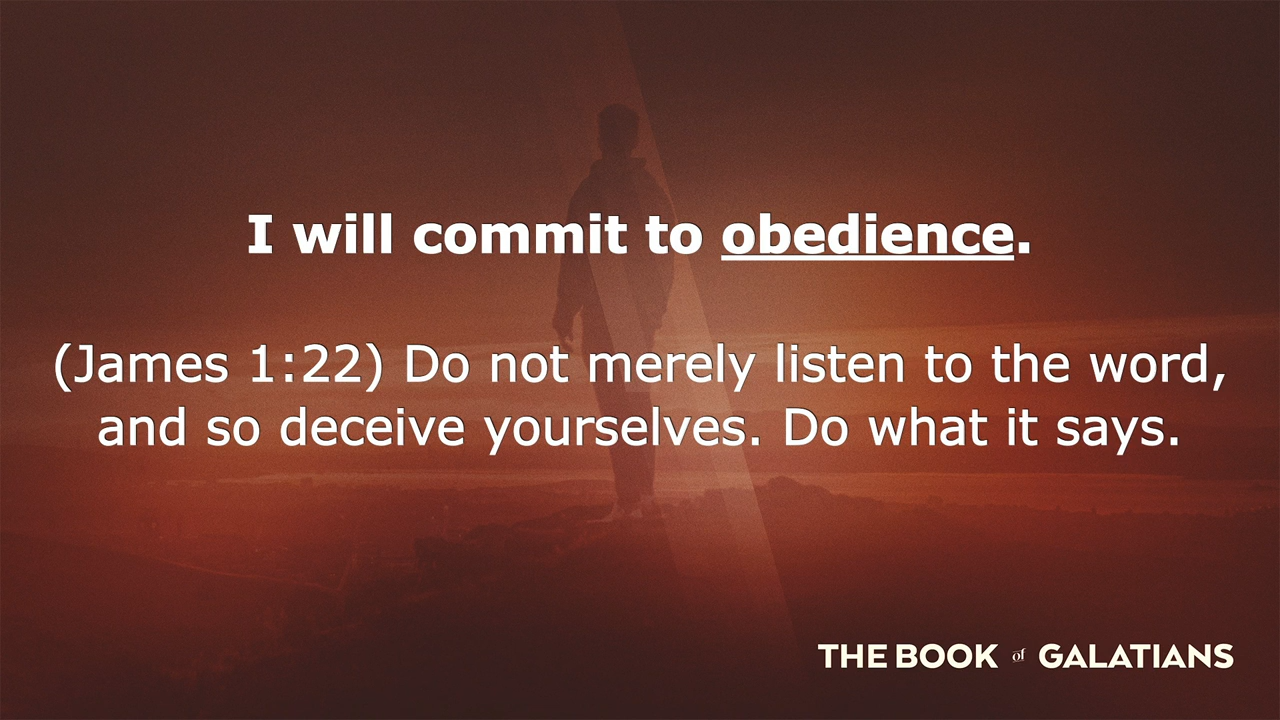 I will commit to obedience.
(James 1:22) Do not merely listen to the word,
and so deceive yourselves. Do what it says.
THE BOOK of GALATIANS